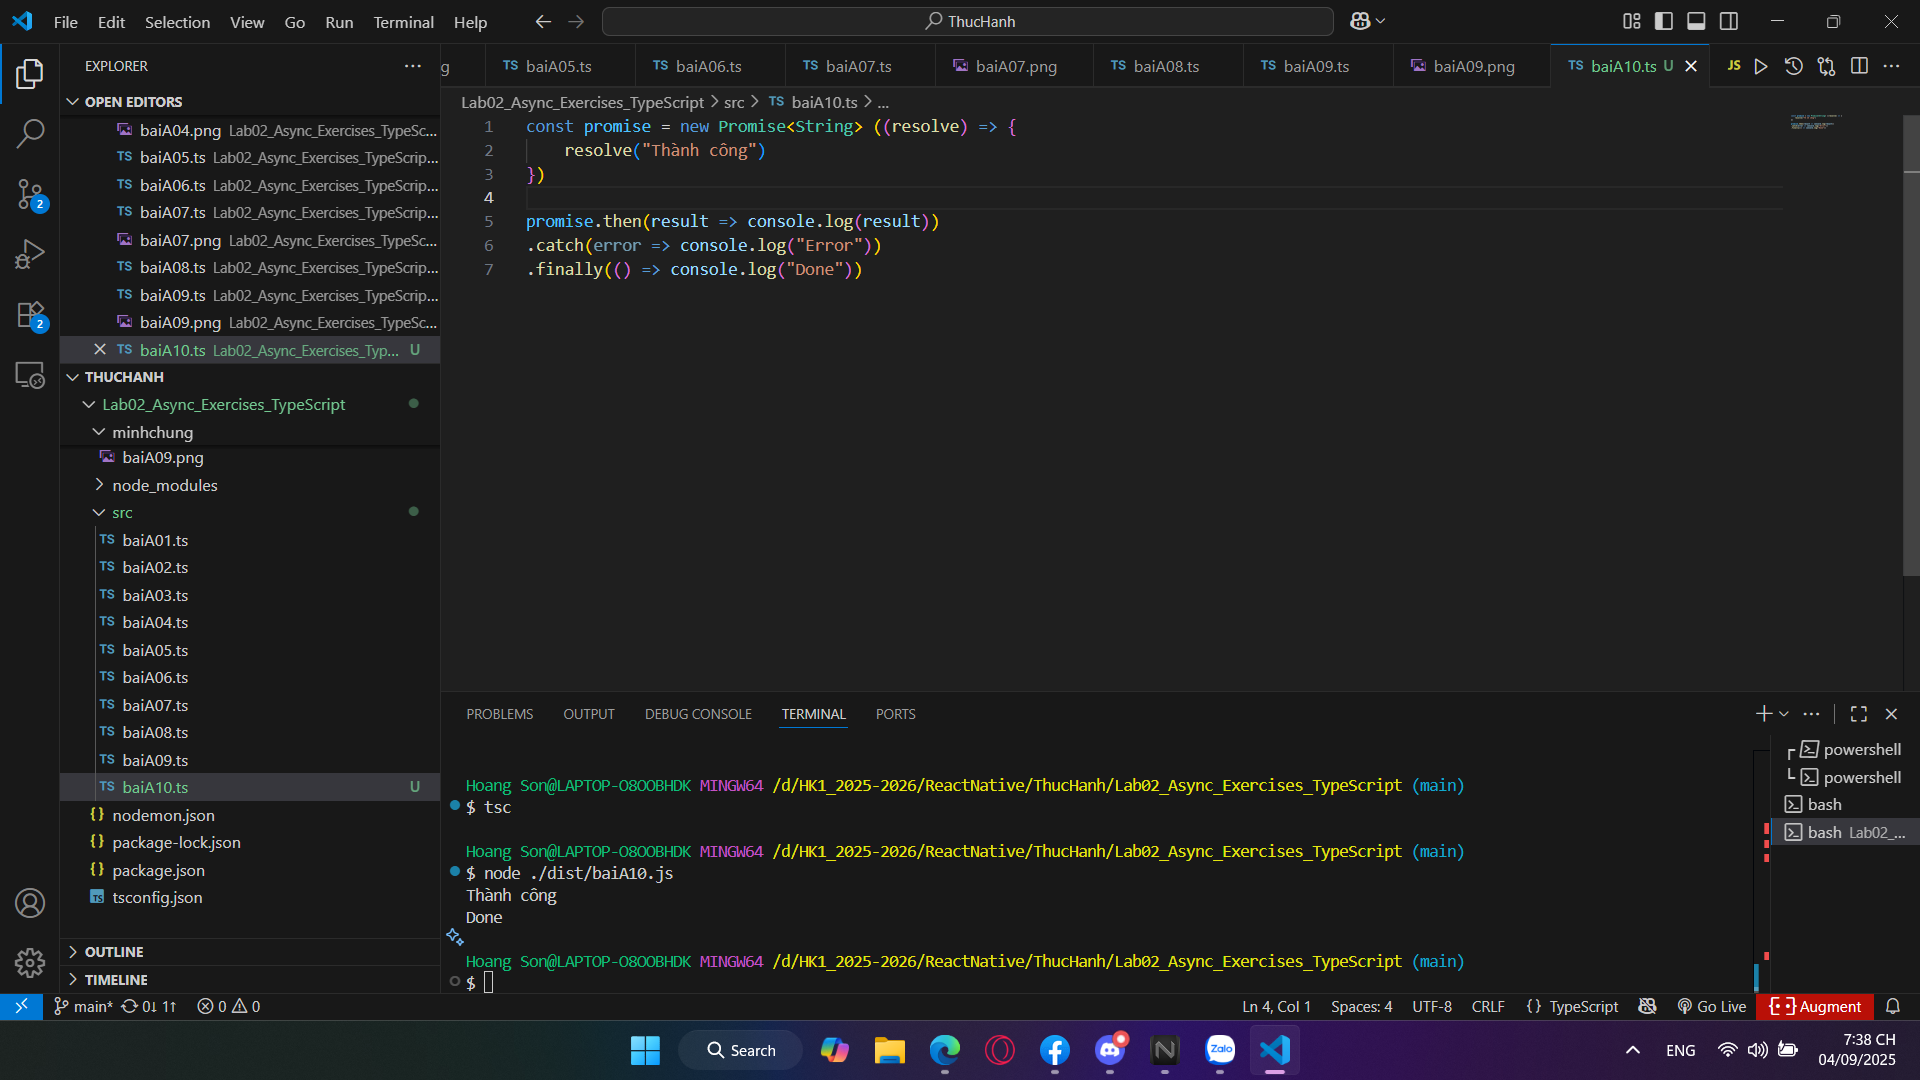 File Edit Selection View Go Run Terminal Help
ThucHanh
EXPLORER
g
TS baiA05.ts
TS baiA06.ts
TS baiA07.ts
baiA07.png
TS baiA08.ts
TS baiA09.ts
baiA09.png
TS baiA10.ts U
JS
OPEN EDITORS
baiA04.png Lab02_Async_Exercises_TypeSc...
TS baiA05.ts Lab02_Async_Exercises_TypeScrip...
TS baiA06.ts Lab02_Async_Exercises_TypeScrip...
TS baiA07.ts Lab02_Async_Exercises_TypeScrip...
baiA07.png Lab02_Async_Exercises_TypeSc...
TS baiA08.ts Lab02_Async_Exercises_TypeScrip...
TS baiA09.ts Lab02_Async_Exercises_TypeScrip...
baiA09.png Lab02_Async_Exercises_TypeSc...
TS baiA10.ts Lab02_Async_Exercises_Typ... U
THUCHANH
Lab02_Async_Exercises_TypeScript
minhchung
baiA09.png
node_modules
src
TS baiA01.ts
TS baiA02.ts
TS baiA03.ts
TS baiA04.ts
TS baiA05.ts
TS baiA06.ts
TS baiA07.ts
TS baiA08.ts
TS baiA09.ts
TS baiA10.ts U
{} nodemon.json
{} package-lock.json
{} package.json
TS tsconfig.json
OUTLINE
TIMELINE
2
2
Lab02_Async_Exercises_TypeScript > src > TS baiA10.ts > ...
1 const promise = new Promise<String> ((resolve) => {
2     resolve("Thành công")
3 })
4
5 promise.then(result => console.log(result))
6 .catch(error => console.log("Error"))
7 .finally(() => console.log("Done"))
PROBLEMS OUTPUT DEBUG CONSOLE TERMINAL PORTS
Hoang Son@LAPTOP-O8OOBHDK MINGW64 /d/HK1_2025-2026/ReactNative/ThucHanh/Lab02_Async_Exercises_TypeScript (main)
$ tsc
Hoang Son@LAPTOP-O8OOBHDK MINGW64 /d/HK1_2025-2026/ReactNative/ThucHanh/Lab02_Async_Exercises_TypeScript (main)
$ node ./dist/baiA10.js
Thành công
Done
Hoang Son@LAPTOP-O8OOBHDK MINGW64 /d/HK1_2025-2026/ReactNative/ThucHanh/Lab02_Async_Exercises_TypeScript (main)
$
powershell
powershell
bash
bash Lab02_...
main* 0↓ 1↑ 0 0
Ln 4, Col 1 Spaces: 4 UTF-8 CRLF {} TypeScript Go Live Augment
Search
Zalo
ENG
7:38 CH
04/09/2025